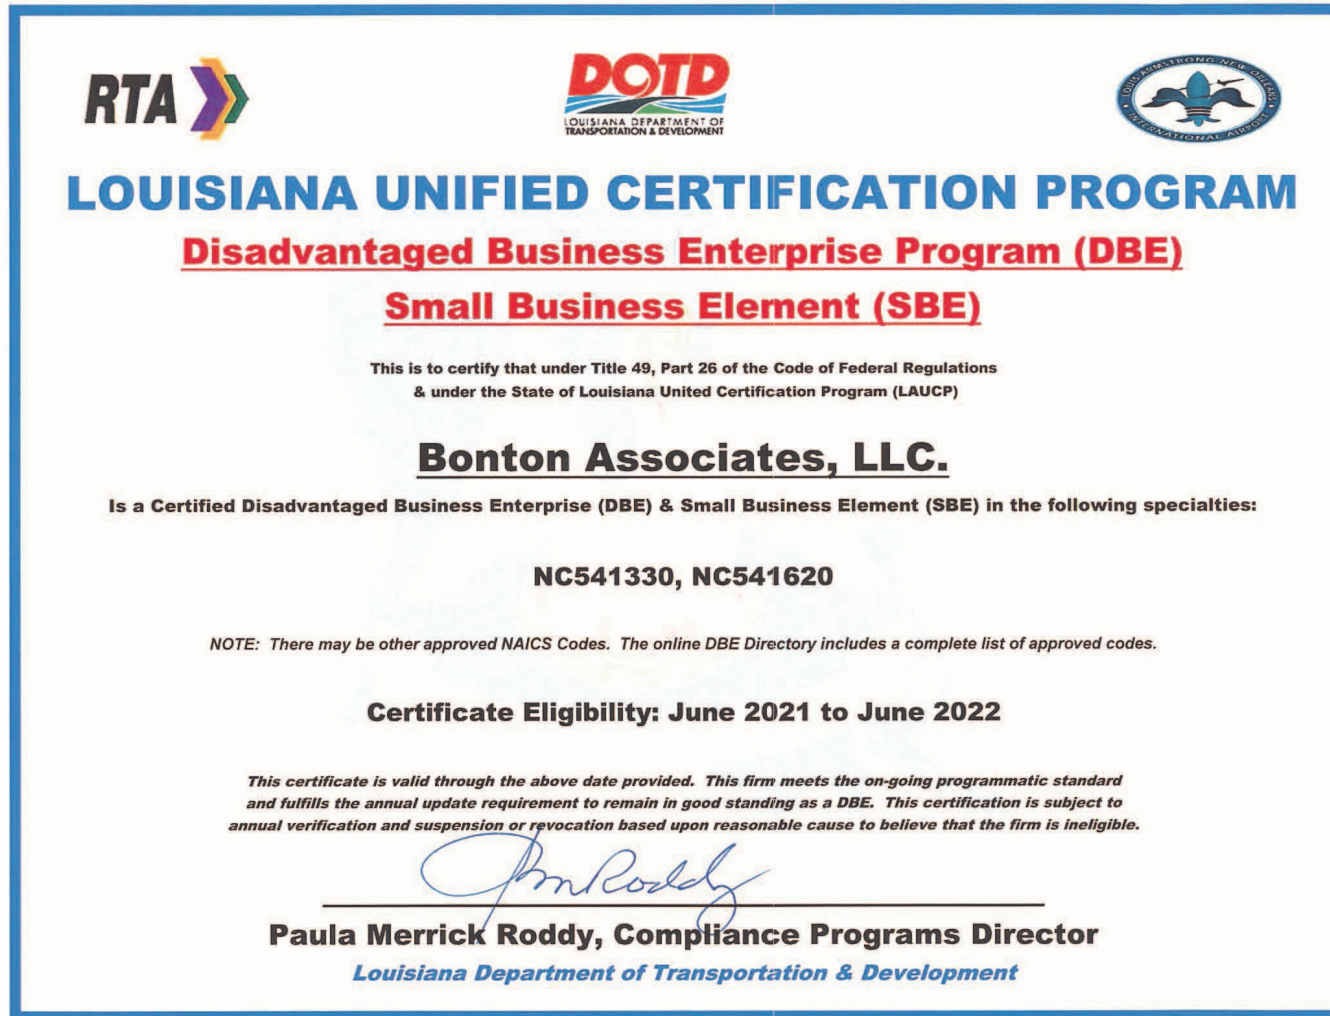 RTA
DOTD
LOUISIANA DEPARTMENT OF
TRANSPORTATION & DEVELOPMENT
LOUIS ARMSTRONG NEW ORLEANS
INTERNATIONAL AIRPORT
LOUISIANA UNIFIED CERTIFICATION PROGRAM
Disadvantaged Business Enterprise Program (DBE)
Small Business Element (SBE)
This is to certify that under Title 49, Part 26 of the Code of Federal Regulations
& under the State of Louisiana United Certification Program (LAUCP)
Bonton Associates, LLC.
Is a Certified Disadvantaged Business Enterprise (DBE) & Small Business Element (SBE) in the following specialties:
NC541330, NC541620
NOTE: There may be other approved NAICS Codes. The online DBE Directory includes a complete list of approved codes.
Certificate Eligibility: June 2021 to June 2022
This certificate is valid through the above date provided. This firm meets the on-going programmatic standard
and fulfills the annual update requirement to remain in good standing as a DBE. This certification is subject to
annual verification and suspension or revocation based upon reasonable cause to believe that the firm is ineligible.
PmRoddy
Paula Merrick Roddy, Compliance Programs Director
Louisiana Department of Transportation & Development